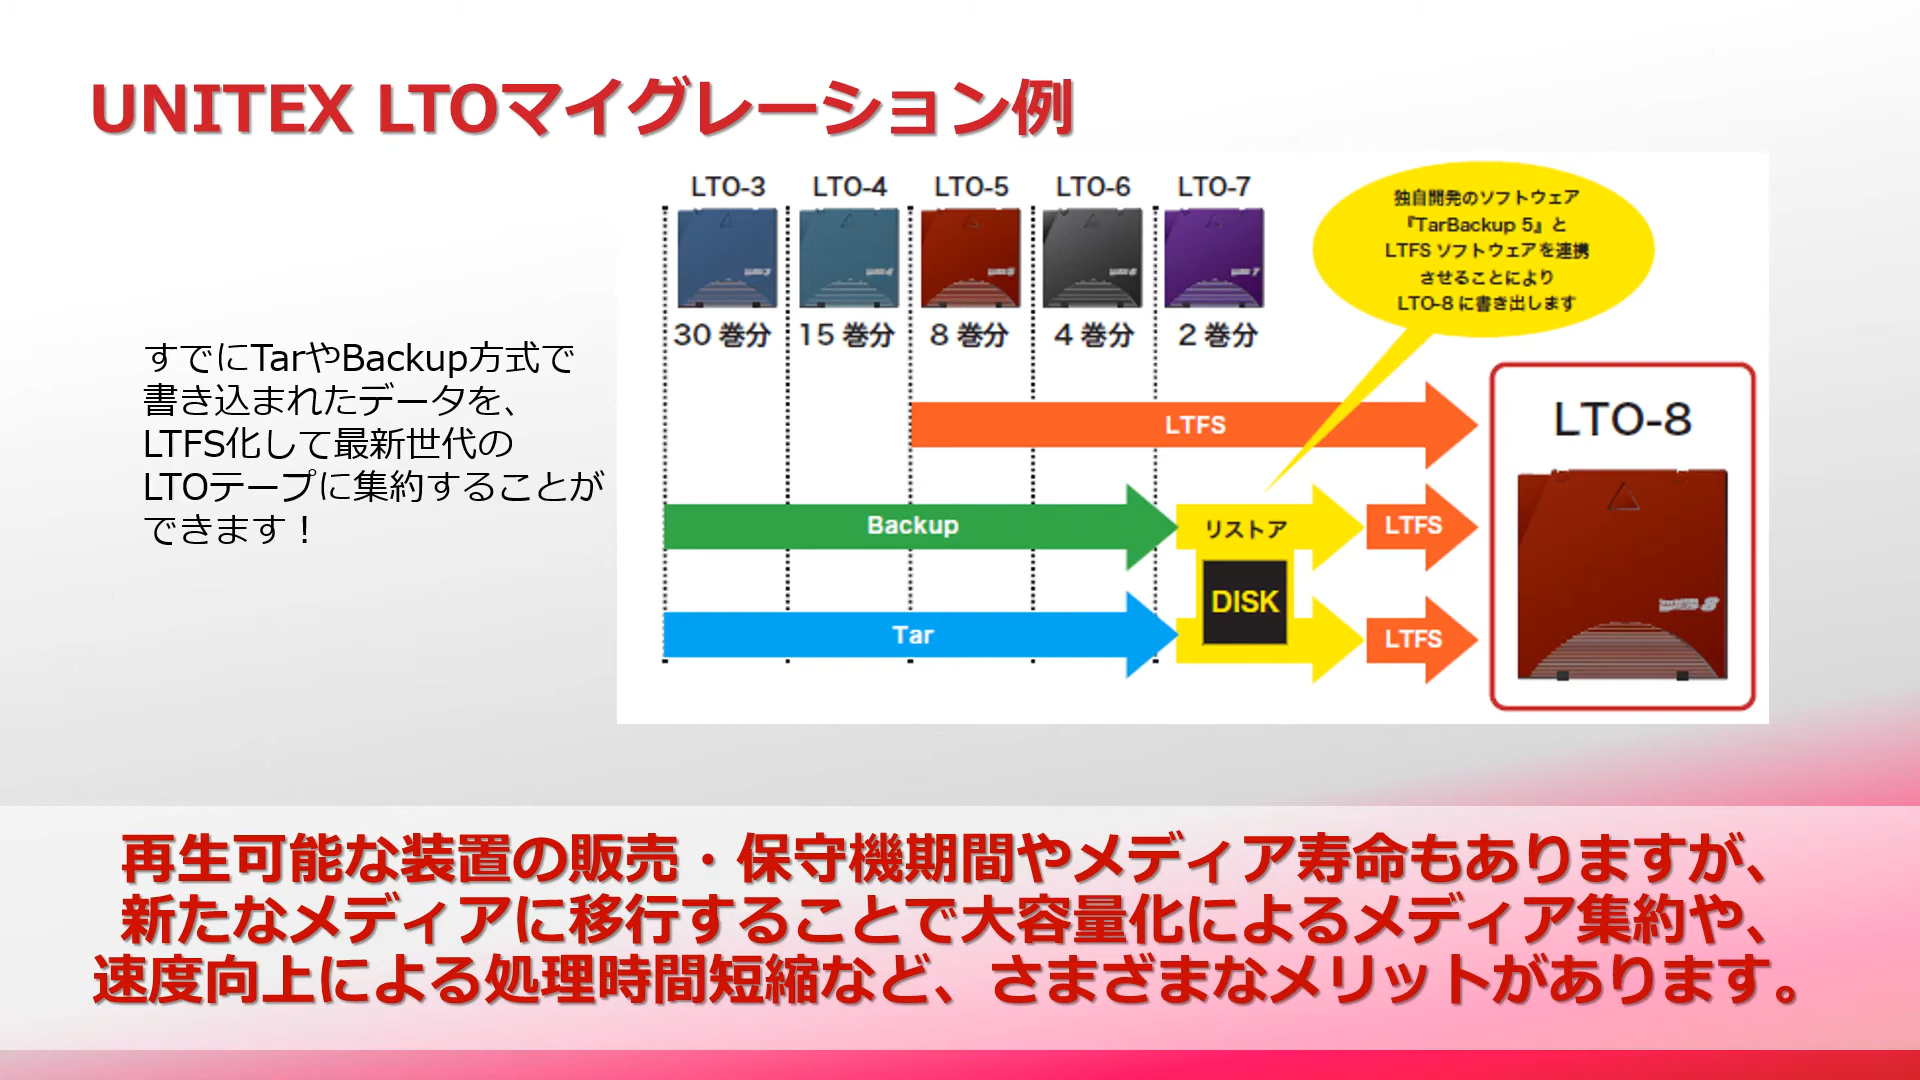 UNITEX LTOマイグレーション例
すでにTarやBackup方式で
書き込まれたデータを、
LTFS化して最新世代の
LTOテープに集約することが
できます！
LTO-3
LTO-4
LTO-5
LTO-6
LTO-7
30 巻分
15 巻分
8 巻分
4 巻分
2 巻分
独自開発のソフトウェア
『TarBackup 5』と
LTFS ソフトウェアを連携
させることにより
LTO-8 に書き出します
LTFS
Backup
リストア
LTFS
DISK
Tar
LTFS
LTO-8
再生可能な装置の販売・保守機期間やメディア寿命もありますが、
新たなメディアに移行することで大容量化によるメディア集約や、
速度向上による処理時間短縮など、さまざまなメリットがあります。